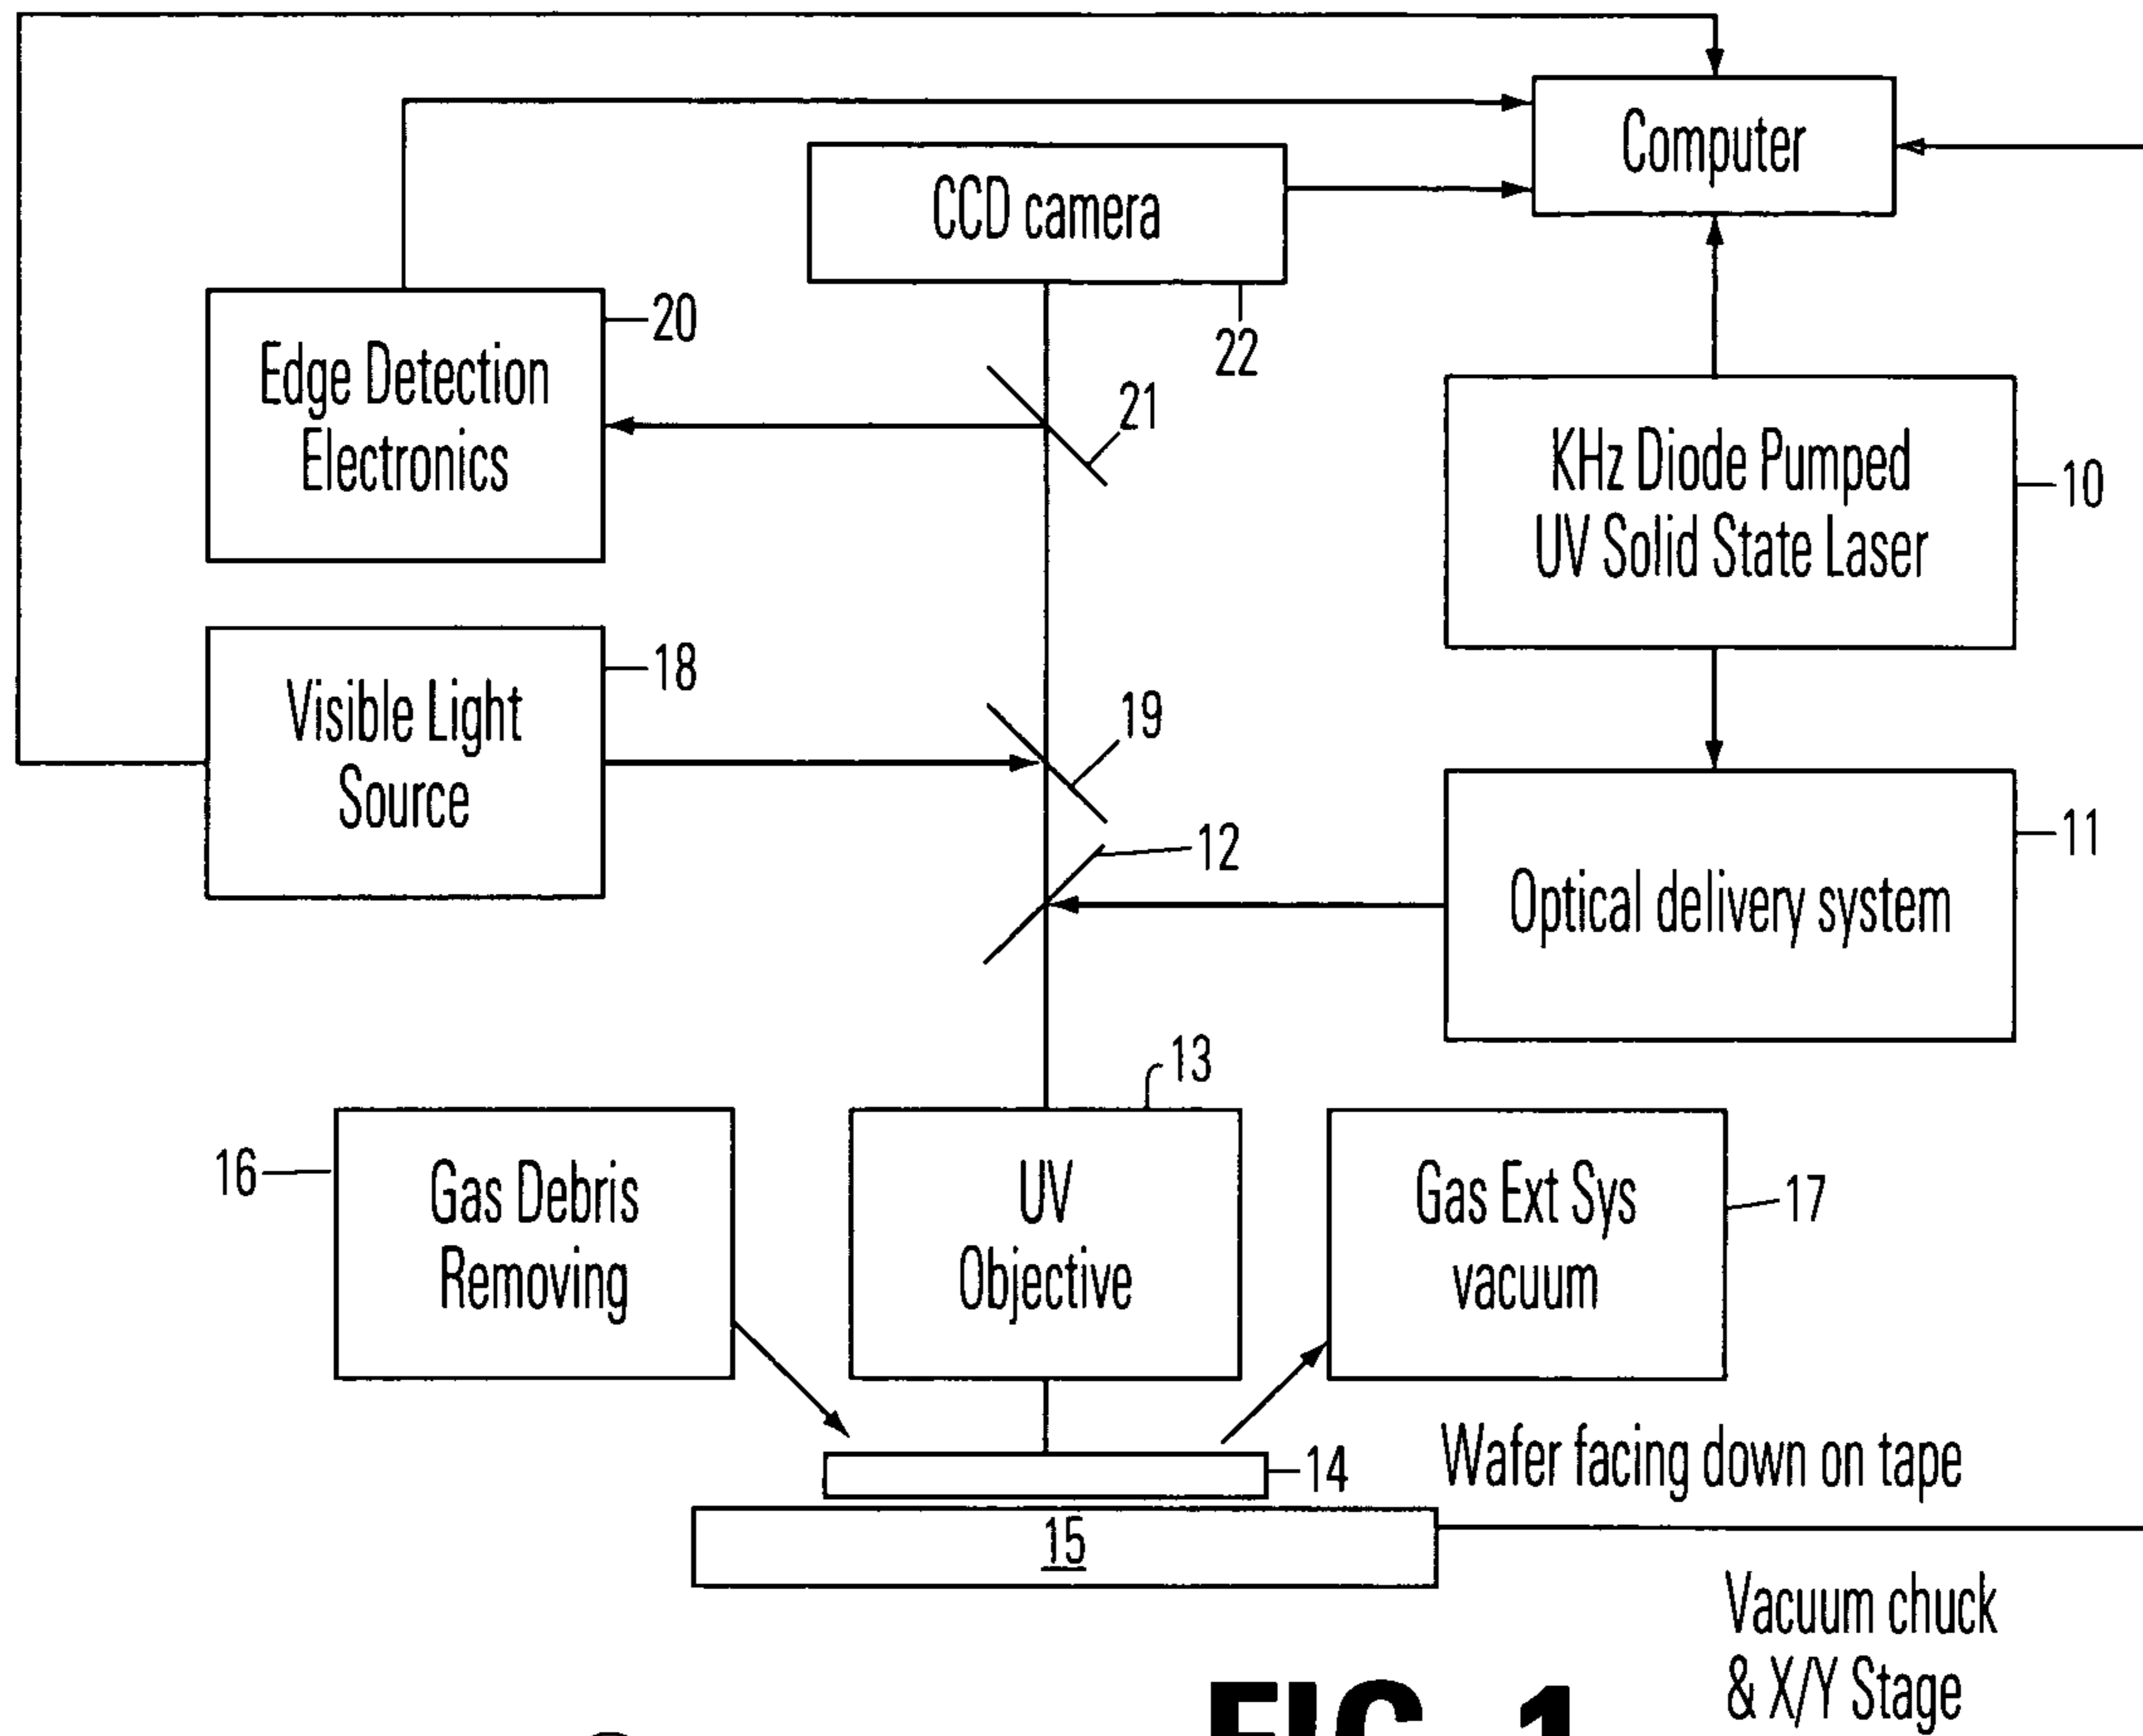 Computer
CCD camera
22
Edge Detection
Electronics
20
21
KHz Diode Pumped
UV Solid State Laser
10
Visible Light
Source
18
19
12
Optical delivery system
11
13
16
Gas Debris
Removing
UV
Objective
Gas Ext Sys
vacuum
17
14
Wafer facing down on tape
15
Vacuum chuck
& X/Y Stage
FIG. 1